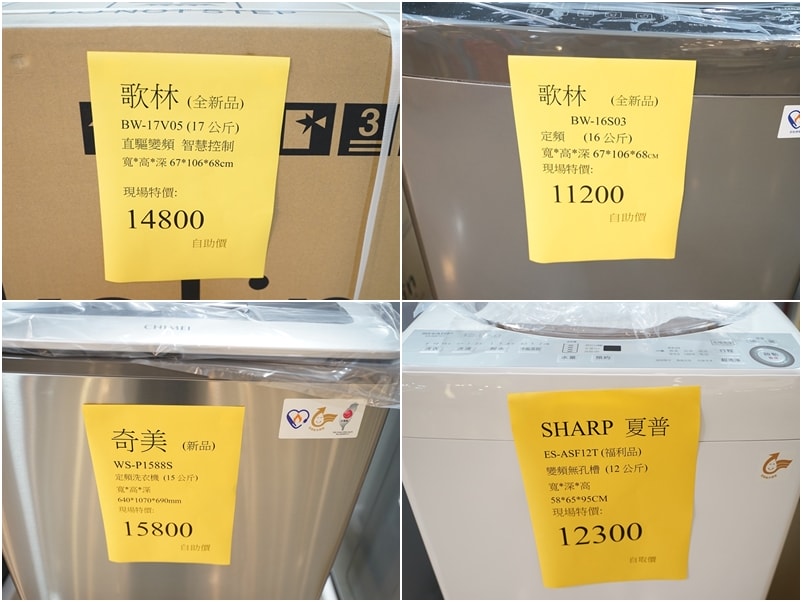 歌林 (全新品)
BW-17V05 (17 公斤)
直驅變頻 智慧控制
寬*高*深 67*106*68cm
現場特價:
14800
自助價
3
歌林 (全新品)
BW-16S03
定頻 (16 公斤)
寬*高*深 67*106*68CM
現場特價:
11200
自助價
CHIMEI
奇美 (新品)
WS-P1588S
定頻洗衣機 (15 公斤)
寬*高*深
640*1070*690mm
現場特價:
15800
自助價
SHARP 夏普
ES-ASF12T (福利品)
變頻無孔槽 (12 公斤)
寬*深*高
58*65*95CM
現場特價:
12300
自取價